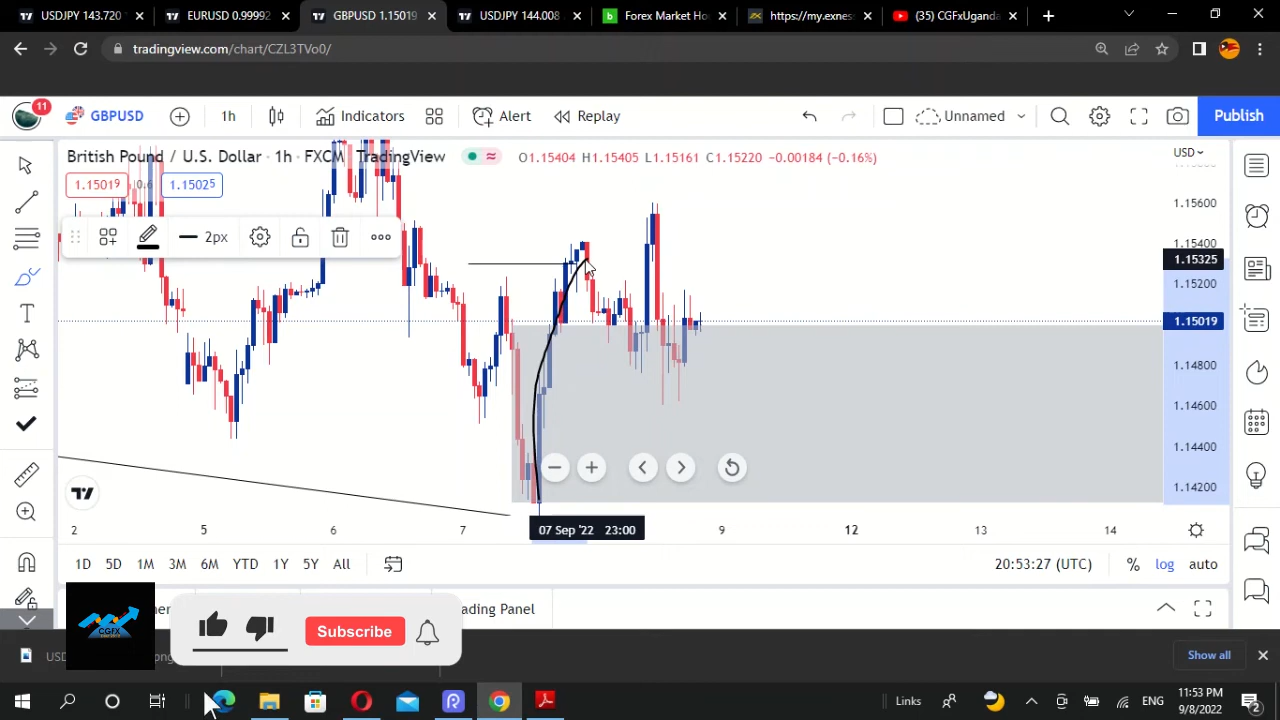 USDJPY 143.720
EURUSD 0.99992
GBPUSD 1.15019
USDJPY 144.008
Forex Market Ho
https://my.exnes
(35) CGFxUganda
tradingview.com/chart/CZL3TVo0/
11
GBPUSD
1h
Indicators
Alert
Replay
Unnamed
Publish
British Pound / U.S. Dollar · 1h · FXCM TradingView
O1.15404 H1.15405 L1.15161 C1.15220 −0.00184 (−0.16%)
USD
1.15019
0.6
1.15025
2px
1.15600
1.15400
1.15325
1.15200
1.15019
1.14800
1.14600
1.14400
1.14200
2
5
6
7
07 Sep '22 23:00
9
12
13
14
1D
5D
1M
3M
6M
YTD
1Y
5Y
All
20:53:27 (UTC)
%
log
auto
ading Panel
CGFX
Subscribe
Show all
Links
ENG
11:53 PM
9/8/2022
2